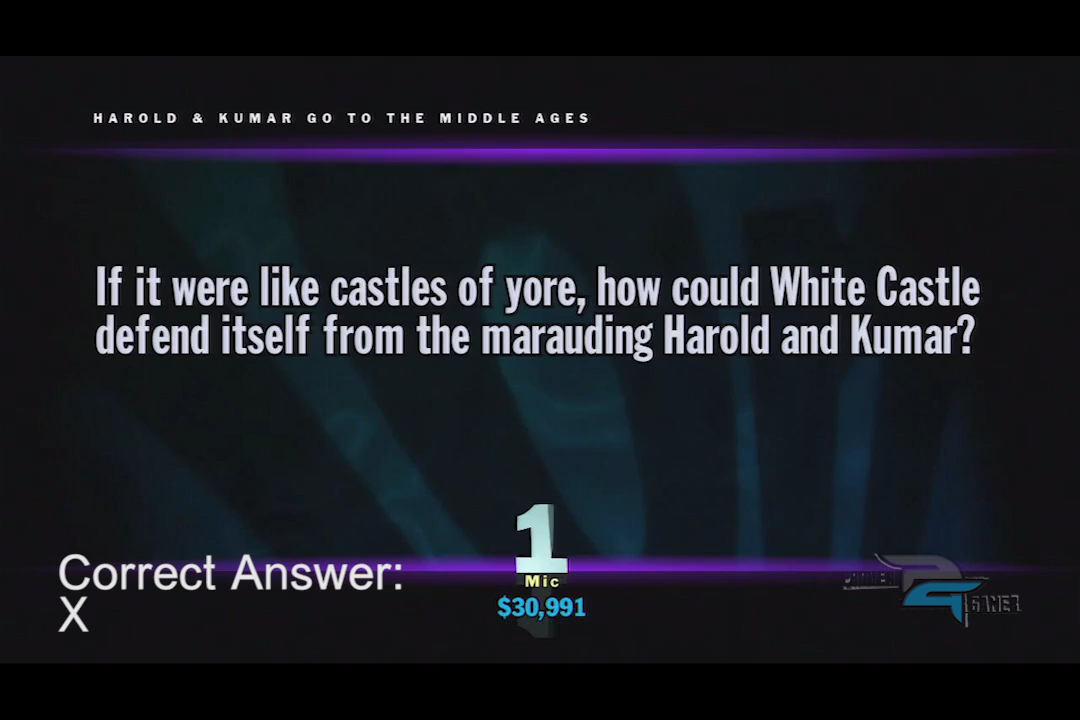 HAROLD & KUMAR GO TO THE MIDDLE AGES
If it were like castles of yore, how could White Castle
defend itself from the marauding Harold and Kumar?
Correct Answer:
X
1
Mic
$30,991
GAMER